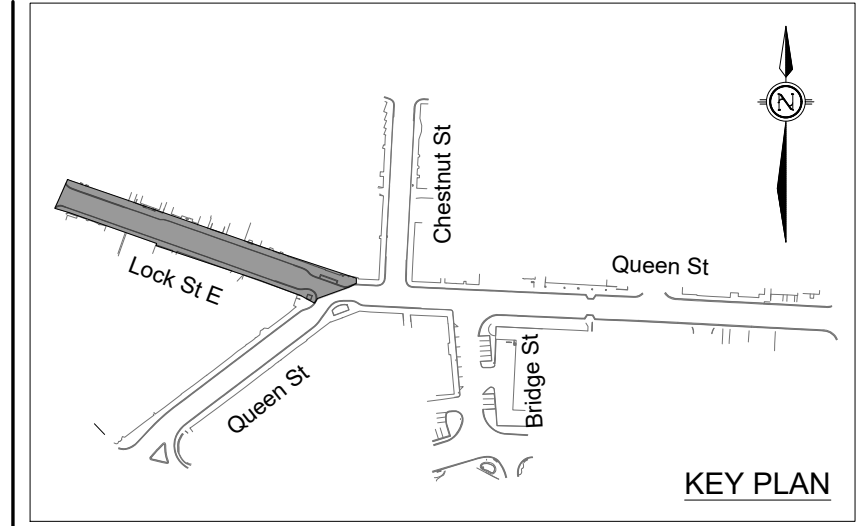 N
Chestnut St
Queen St
Lock St E
Queen St
Bridge St
KEY PLAN